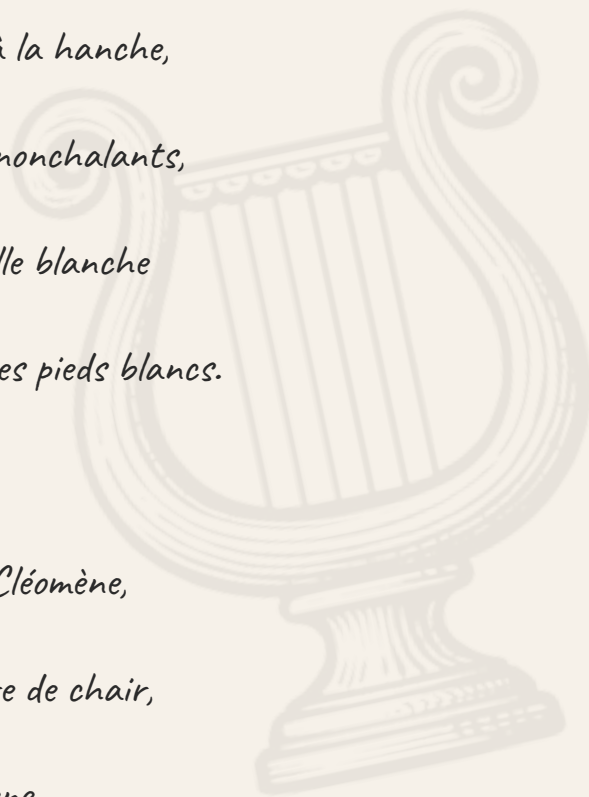 à la hanche,
nonchalants,
lle blanche
es pieds blancs.
Cléomène,
e de chair,